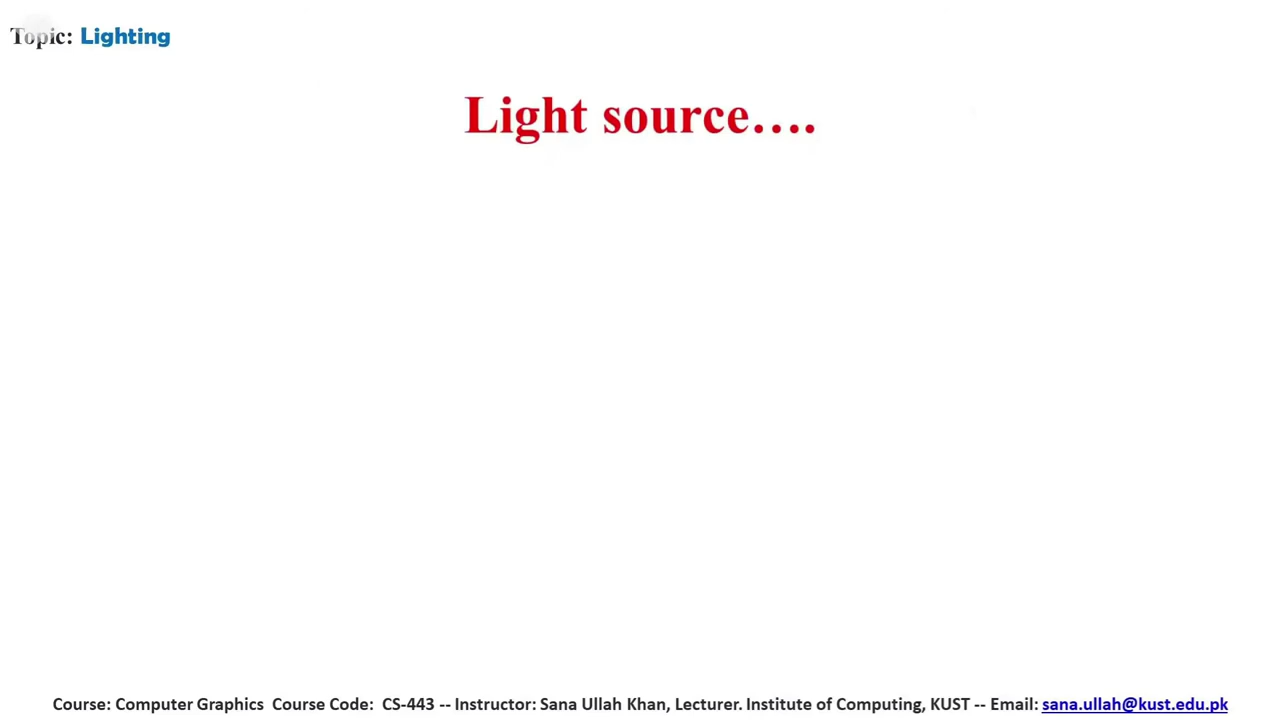 Topic: Lighting
Light source….
Course: Computer Graphics  Course Code:  CS-443 -- Instructor: Sana Ullah Khan, Lecturer. Institute of Computing, KUST -- Email: sana.ullah@kust.edu.pk